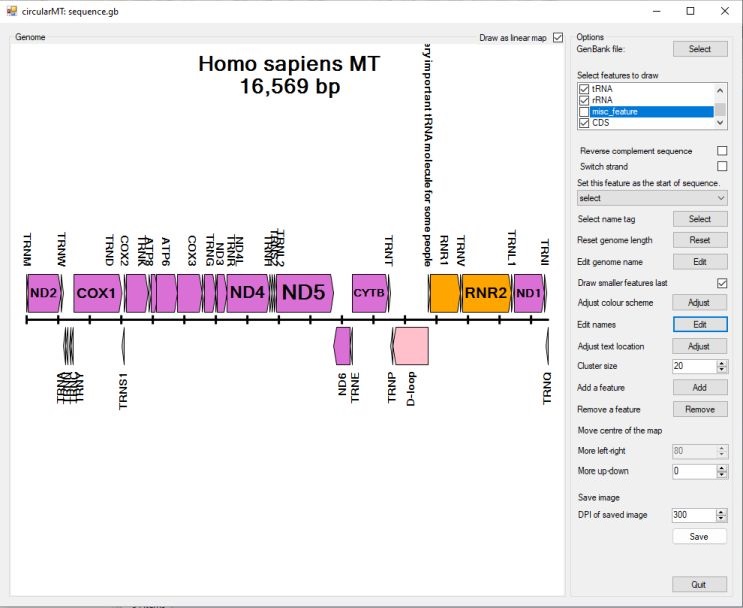 circularMT: sequence.gb
Genome
Draw as linear map
Homo sapiens MT
16,569 bp
ery important tRNA molecule for some people
TRNM
TRNW
TRND
COX2
TRNK
ATP8
ATP6
COX3
TRNG
ND3
TRNR
ND4L
TRNH
TRNS2
TRNL2
TRNT
RNR1
TRNV
TRNL1
TRNI
ND2
COX1
ND4
ND5
CYTB
RNR2
ND1
TRNA
TRNN
TRNC
TRNY
TRNS1
ND6
TRNE
TRNP
D-loop
TRNQ
Options
GenBank file:
Select
Select features to draw
tRNA
rRNA
misc_feature
CDS
Reverse complement sequence
Switch strand
Set this feature as the start of sequence.
select
Select name tag
Select
Reset genome length
Reset
Edit genome name
Edit
Draw smaller features last
Adjust colour scheme
Adjust
Edit names
Edit
Adjust text location
Adjust
Cluster size
20
Add a feature
Add
Remove a feature
Remove
Move centre of the map
More left-right
80
More up-down
0
Save image
DPI of saved image
300
Save
Quit